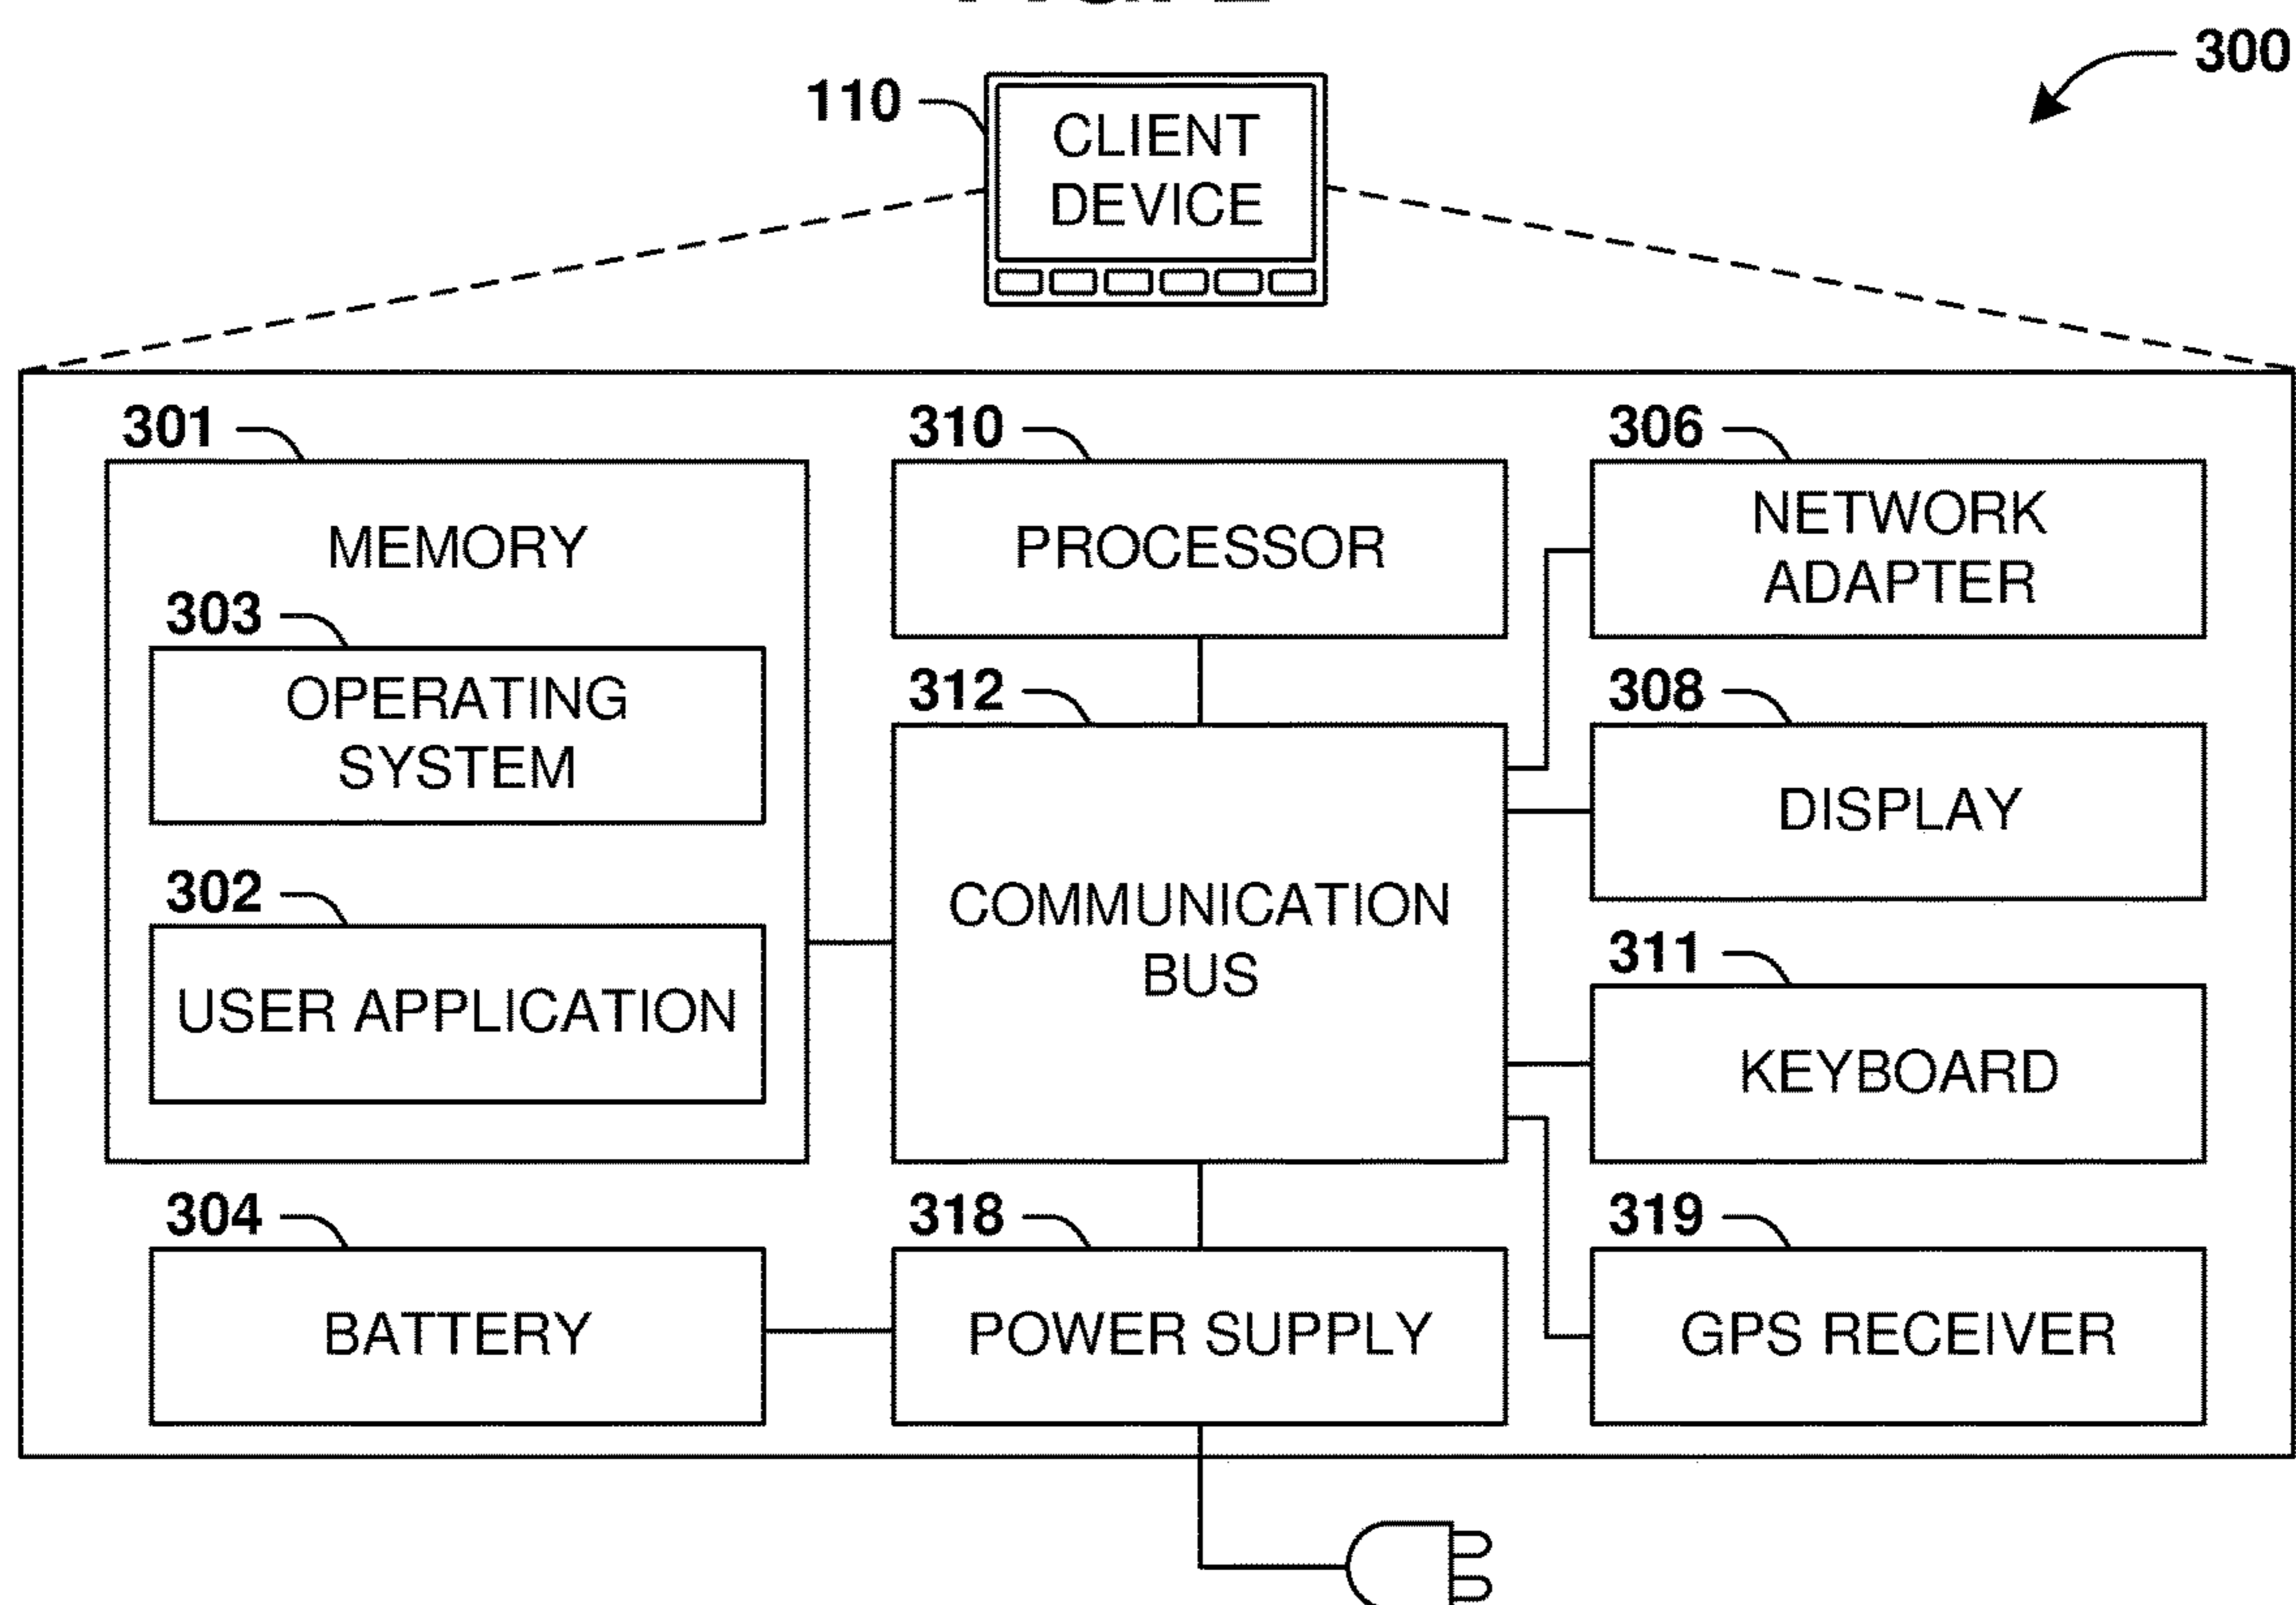 300
110
CLIENT
DEVICE
301
310
306
MEMORY
PROCESSOR
NETWORK
ADAPTER
303
312
308
OPERATING
SYSTEM
DISPLAY
302
COMMUNICATION
BUS
311
USER APPLICATION
KEYBOARD
304
318
319
BATTERY
POWER SUPPLY
GPS RECEIVER